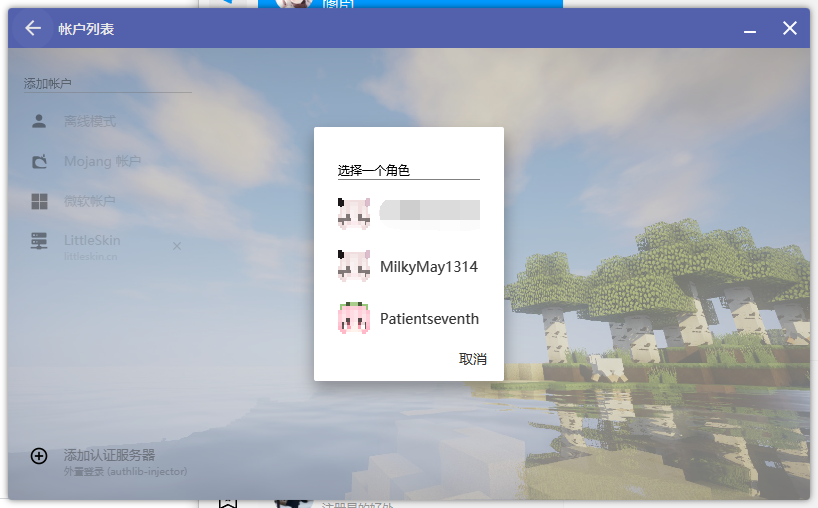 图片
帐户列表
添加帐户
离线模式
Mojang 帐户
微软帐户
LittleSkin
littleskin.cn
选择一个角色
MilkyMay1314
Patientseventh
取消
添加认证服务器
外置登录 (authlib-injector)